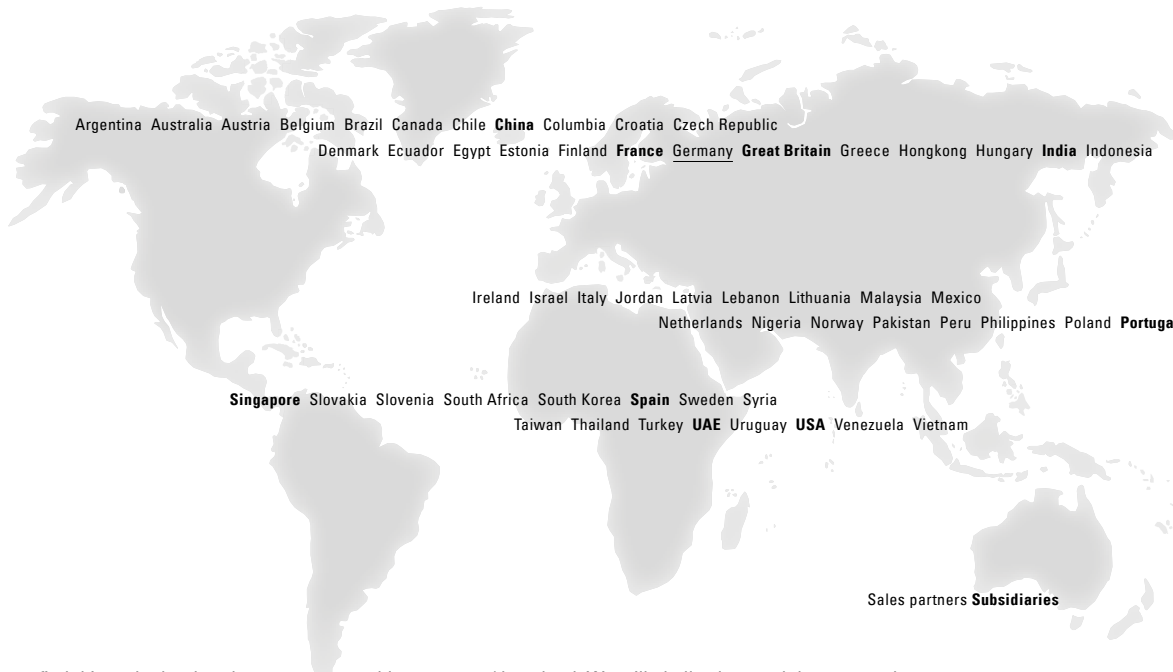 Argentina Australia Austria Belgium Brazil Canada Chile China Columbia Croatia Czech Republic
Denmark Ecuador Egypt Estonia Finland France Germany Great Britain Greece Hongkong Hungary India Indonesia
Ireland Israel Italy Jordan Latvia Lebanon Lithuania Malaysia Mexico
Netherlands Nigeria Norway Pakistan Peru Philippines Poland Portuga
Singapore Slovakia Slovenia South Africa South Korea Spain Sweden Syria
Taiwan Thailand Turkey UAE Uruguay USA Venezuela Vietnam
Sales partners Subsidiaries